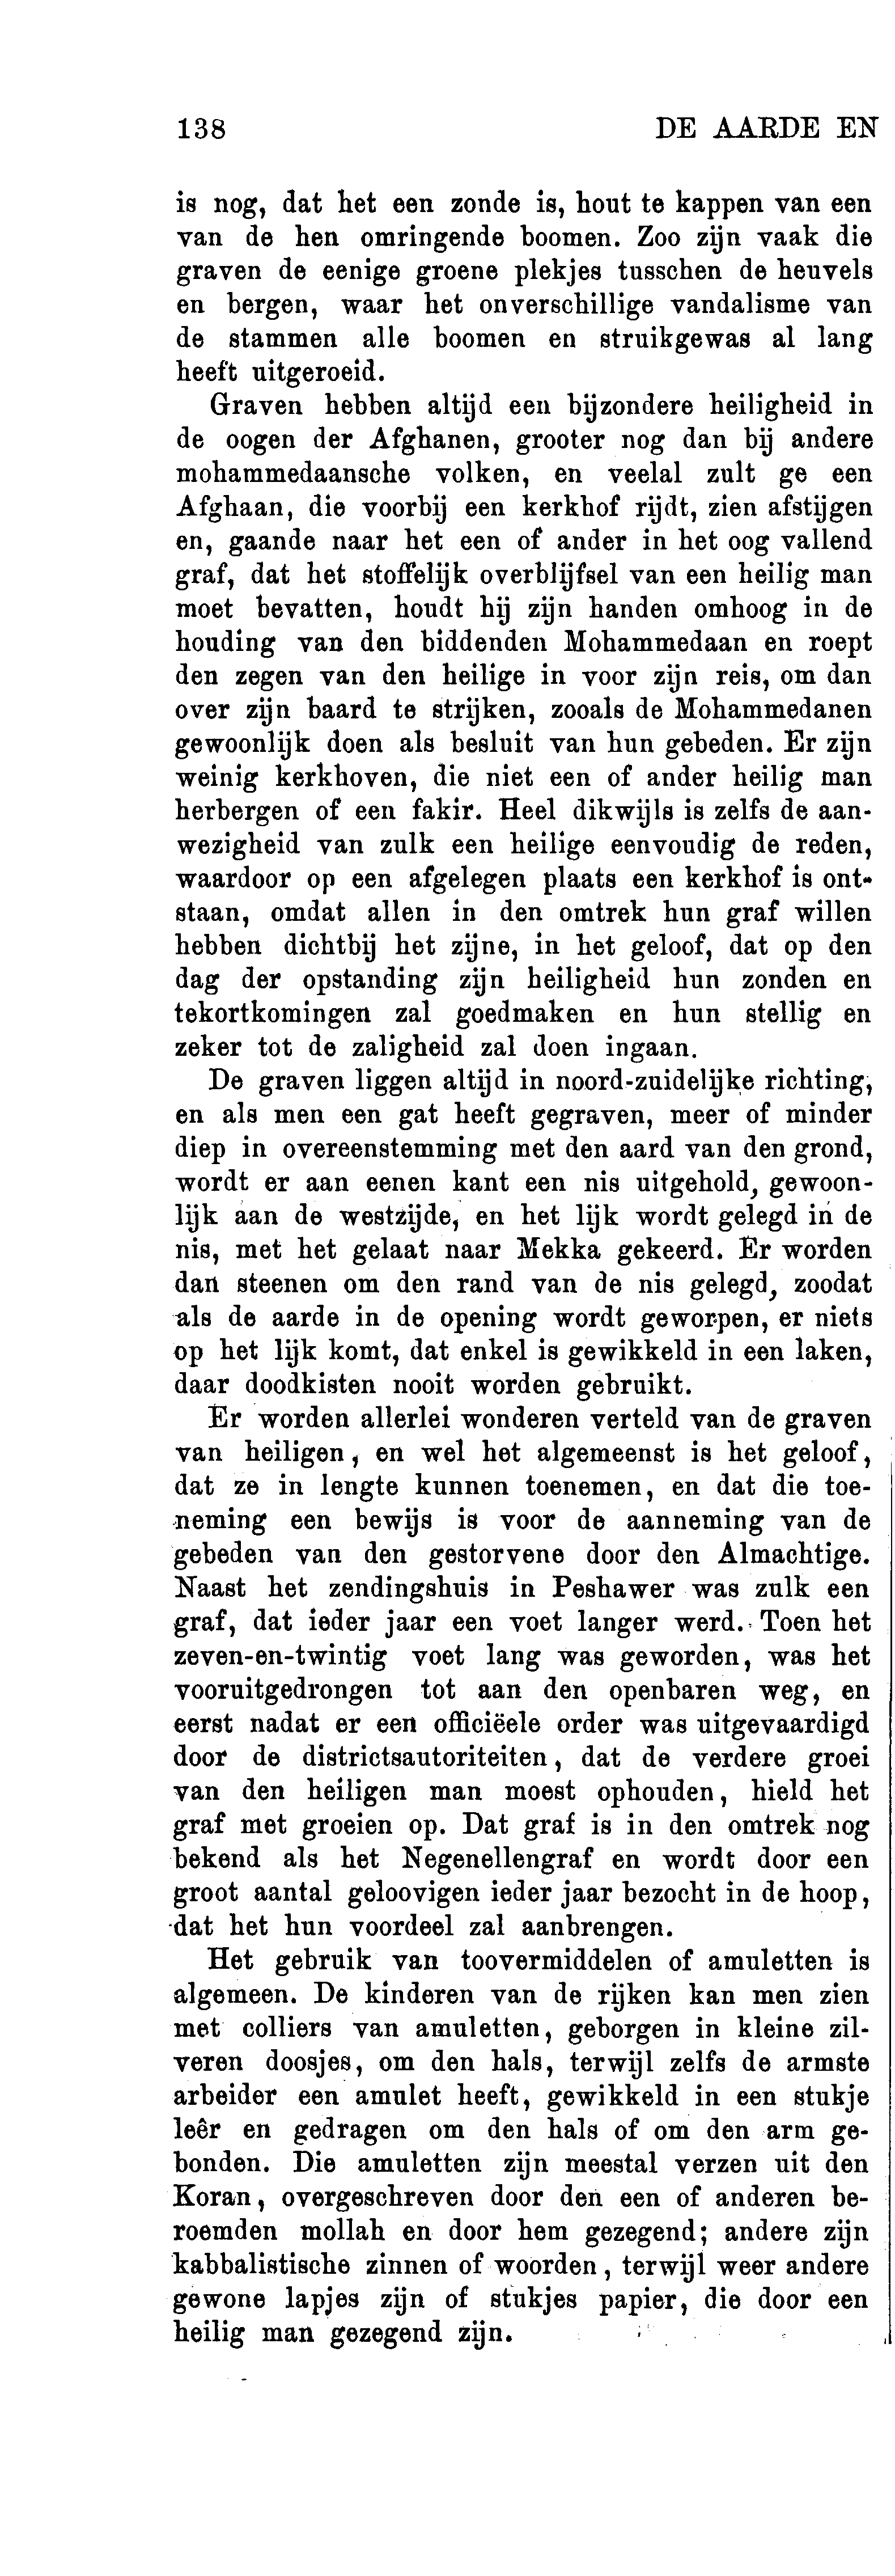 138 DE AARDE EN
is nog, dat het een zonde is, hout te kappen van een
van de hen omringende boomen. Zoo zijn vaak die
graven de eenige groene plekjes tusschen de heuvels
en bergen, waar het onverschillige vandalisme van
de stammen alle boomen en struikgewas al lang
heeft uitgeroeid.
Graven hebben altijd een bijzondere heiligheid in
de oogen der Afghanen, grooter nog dan bij andere
mohammedaansche volken, en veelal zult ge een
Afghaan, die voorbij een kerkhof rijdt, zien afstijgen
en, gaande naar het een of ander in het oog vallend
graf, dat het stoffelijk overblijfsel van een heilig man
moet bevatten, houdt hij zijn handen omhoog in de
houding van den biddenden Mohammedaan en roept
den zegen van den heilige in voor zijn reis, om dan
over zijn baard te strijken, zooals de Mohammedanen
gewoonlijk doen als besluit van hun gebeden. Er zijn
weinig kerkhoven, die niet een of ander heilig man
herbergen of een fakir. Heel dikwijls is zelfs de aan-
wezigheid van zulk een heilige eenvoudig de reden,
waardoor op een afgelegen plaats een kerkhof is ont-
staan, omdat allen in den omtrek hun graf willen
hebben dichtbij het zijne, in het geloof, dat op den
dag der opstanding zijn heiligheid hun zonden en
tekortkomingen zal goedmaken en hun stellig en
zeker tot de zaligheid zal doen ingaan.
De graven liggen altijd in noord-zuidelijke richting,
en als men een gat heeft gegraven, meer of minder
diep in overeenstemming met den aard van den grond,
wordt er aan eenen kant een nis uitgehold, gewoon-
lijk aan de westzijde, en het lijk wordt gelegd in de
nis, met het gelaat naar Mekka gekeerd. Er worden
dan steenen om den rand van de nis gelegd, zoodat
als de aarde in de opening wordt geworpen, er niets
op het lijk komt, dat enkel is gewikkeld in een laken,
daar doodkisten nooit worden gebruikt.
Er worden allerlei wonderen verteld van de graven
van heiligen, en wel het algemeenst is het geloof,
dat ze in lengte kunnen toenemen, en dat die toe-
neming een bewijs is voor de aanneming van de
gebeden van den gestorvene door den Almachtige.
Naast het zendingshuis in Peshawer was zulk een
graf, dat ieder jaar een voet langer werd. Toen het
zeven-en-twintig voet lang was geworden, was het
vooruitgedrongen tot aan den openbaren weg, en
eerst nadat er een officiëele order was uitgevaardigd
door de districtsautoriteiten, dat de verdere groei
van den heiligen man moest ophouden, hield het
graf met groeien op. Dat graf is in den omtrek nog
bekend als het Negenellengraf en wordt door een
groot aantal geloovigen ieder jaar bezocht in de hoop,
dat het hun voordeel zal aanbrengen.
Het gebruik van toovermiddelen of amuletten is
algemeen. De kinderen van de rijken kan men zien
met colliers van amuletten, geborgen in kleine zil-
veren doosjes, om den hals, terwijl zelfs de armste
arbeider een amulet heeft, gewikkeld in een stukje
leêr en gedragen om den hals of om den arm ge-
bonden. Die amuletten zijn meestal verzen uit den
Koran, overgeschreven door den een of anderen be-
roemden mollah en door hem gezegend; andere zijn
kabbalistische zinnen of woorden, terwijl weer andere
gewone lapjes zijn of stukjes papier, die door een
heilig man gezegend zijn.